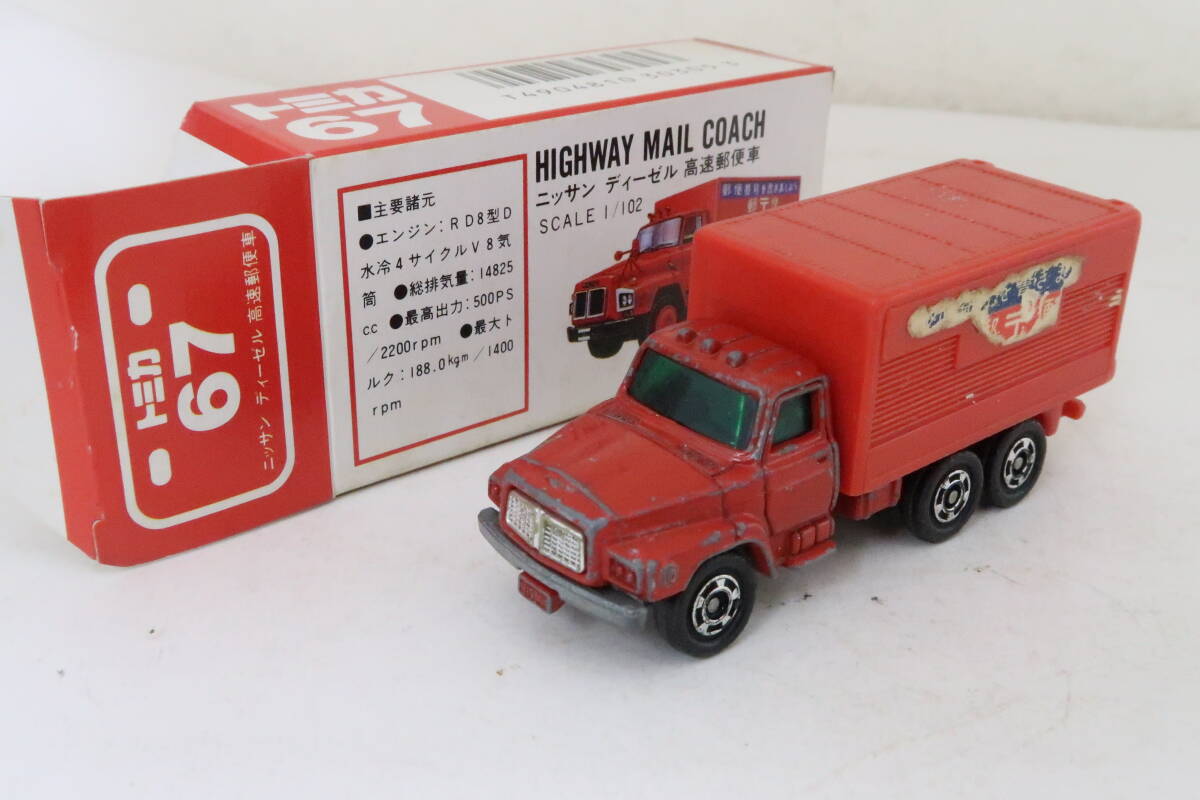 トミカ
67
T4904810 303053
HIGHWAY MAIL COACH
ニッサン ディーゼル 高速郵便車
SCALE 1/102
■主要諸元
●エンジン: RD8型D
水冷4サイクルV8気
筒 ●総排気量: 14825
cc ●最高出力: 500PS
/2200rpm ●最大ト
ルク: 188.0kgm/1400
rpm
トミカ
67
ニッサン ディーゼル 高速郵便車